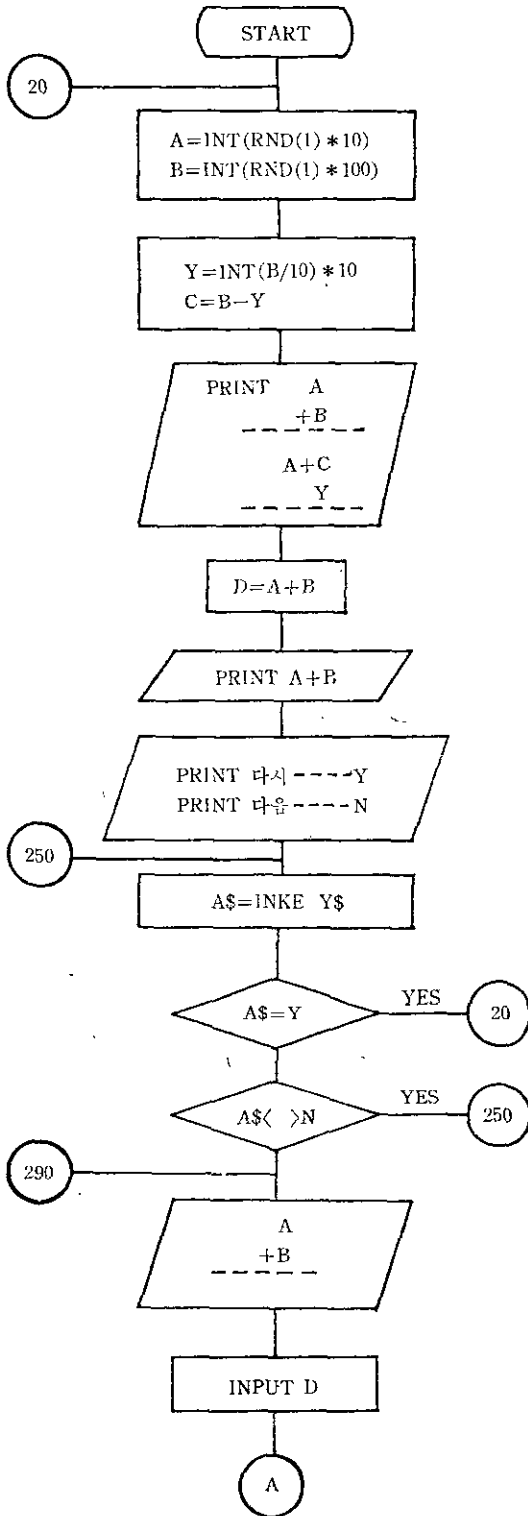 START
20
A=INT(RND(1)*10)
B=INT(RND(1)*100)
Y=INT(B/10)*10
C=B-Y
PRINT A
+B
A+C
Y
D=A+B
PRINT A+B
PRINT 다시----Y
PRINT 다음----N
250
A$=INKE Y$
A$=Y
YES
20
A$< >N
YES
250
290
A
+B
INPUT D
A